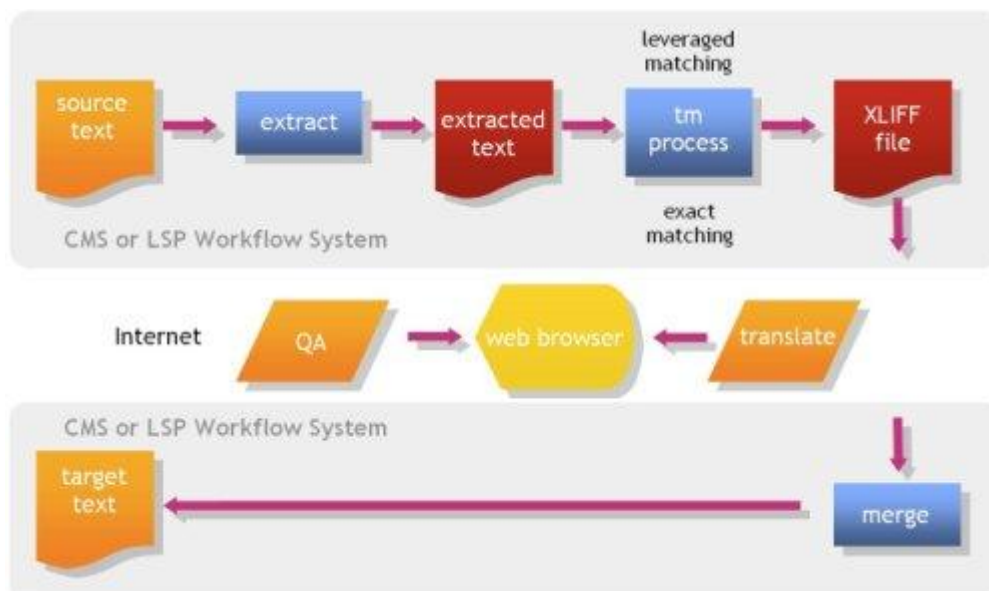 leveraged
matching
source
text
extract
extracted
text
tm
process
XLIFF
file
exact
matching
CMS or LSP Workflow System
Internet
QA
web browser
translate
CMS or LSP Workflow System
target
text
merge